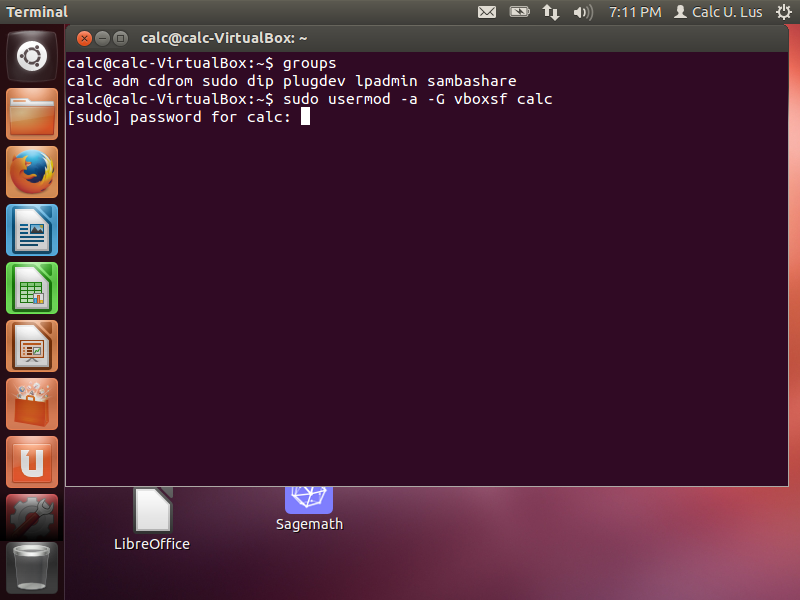 Terminal
7:11 PM
Calc U. Lus
calc@calc-VirtualBox: ~
calc@calc-VirtualBox:~$ groups
calc adm cdrom sudo dip plugdev lpadmin sambashare
calc@calc-VirtualBox:~$ sudo usermod -a -G vboxsf calc
[sudo] password for calc:
LibreOffice
Sagemath